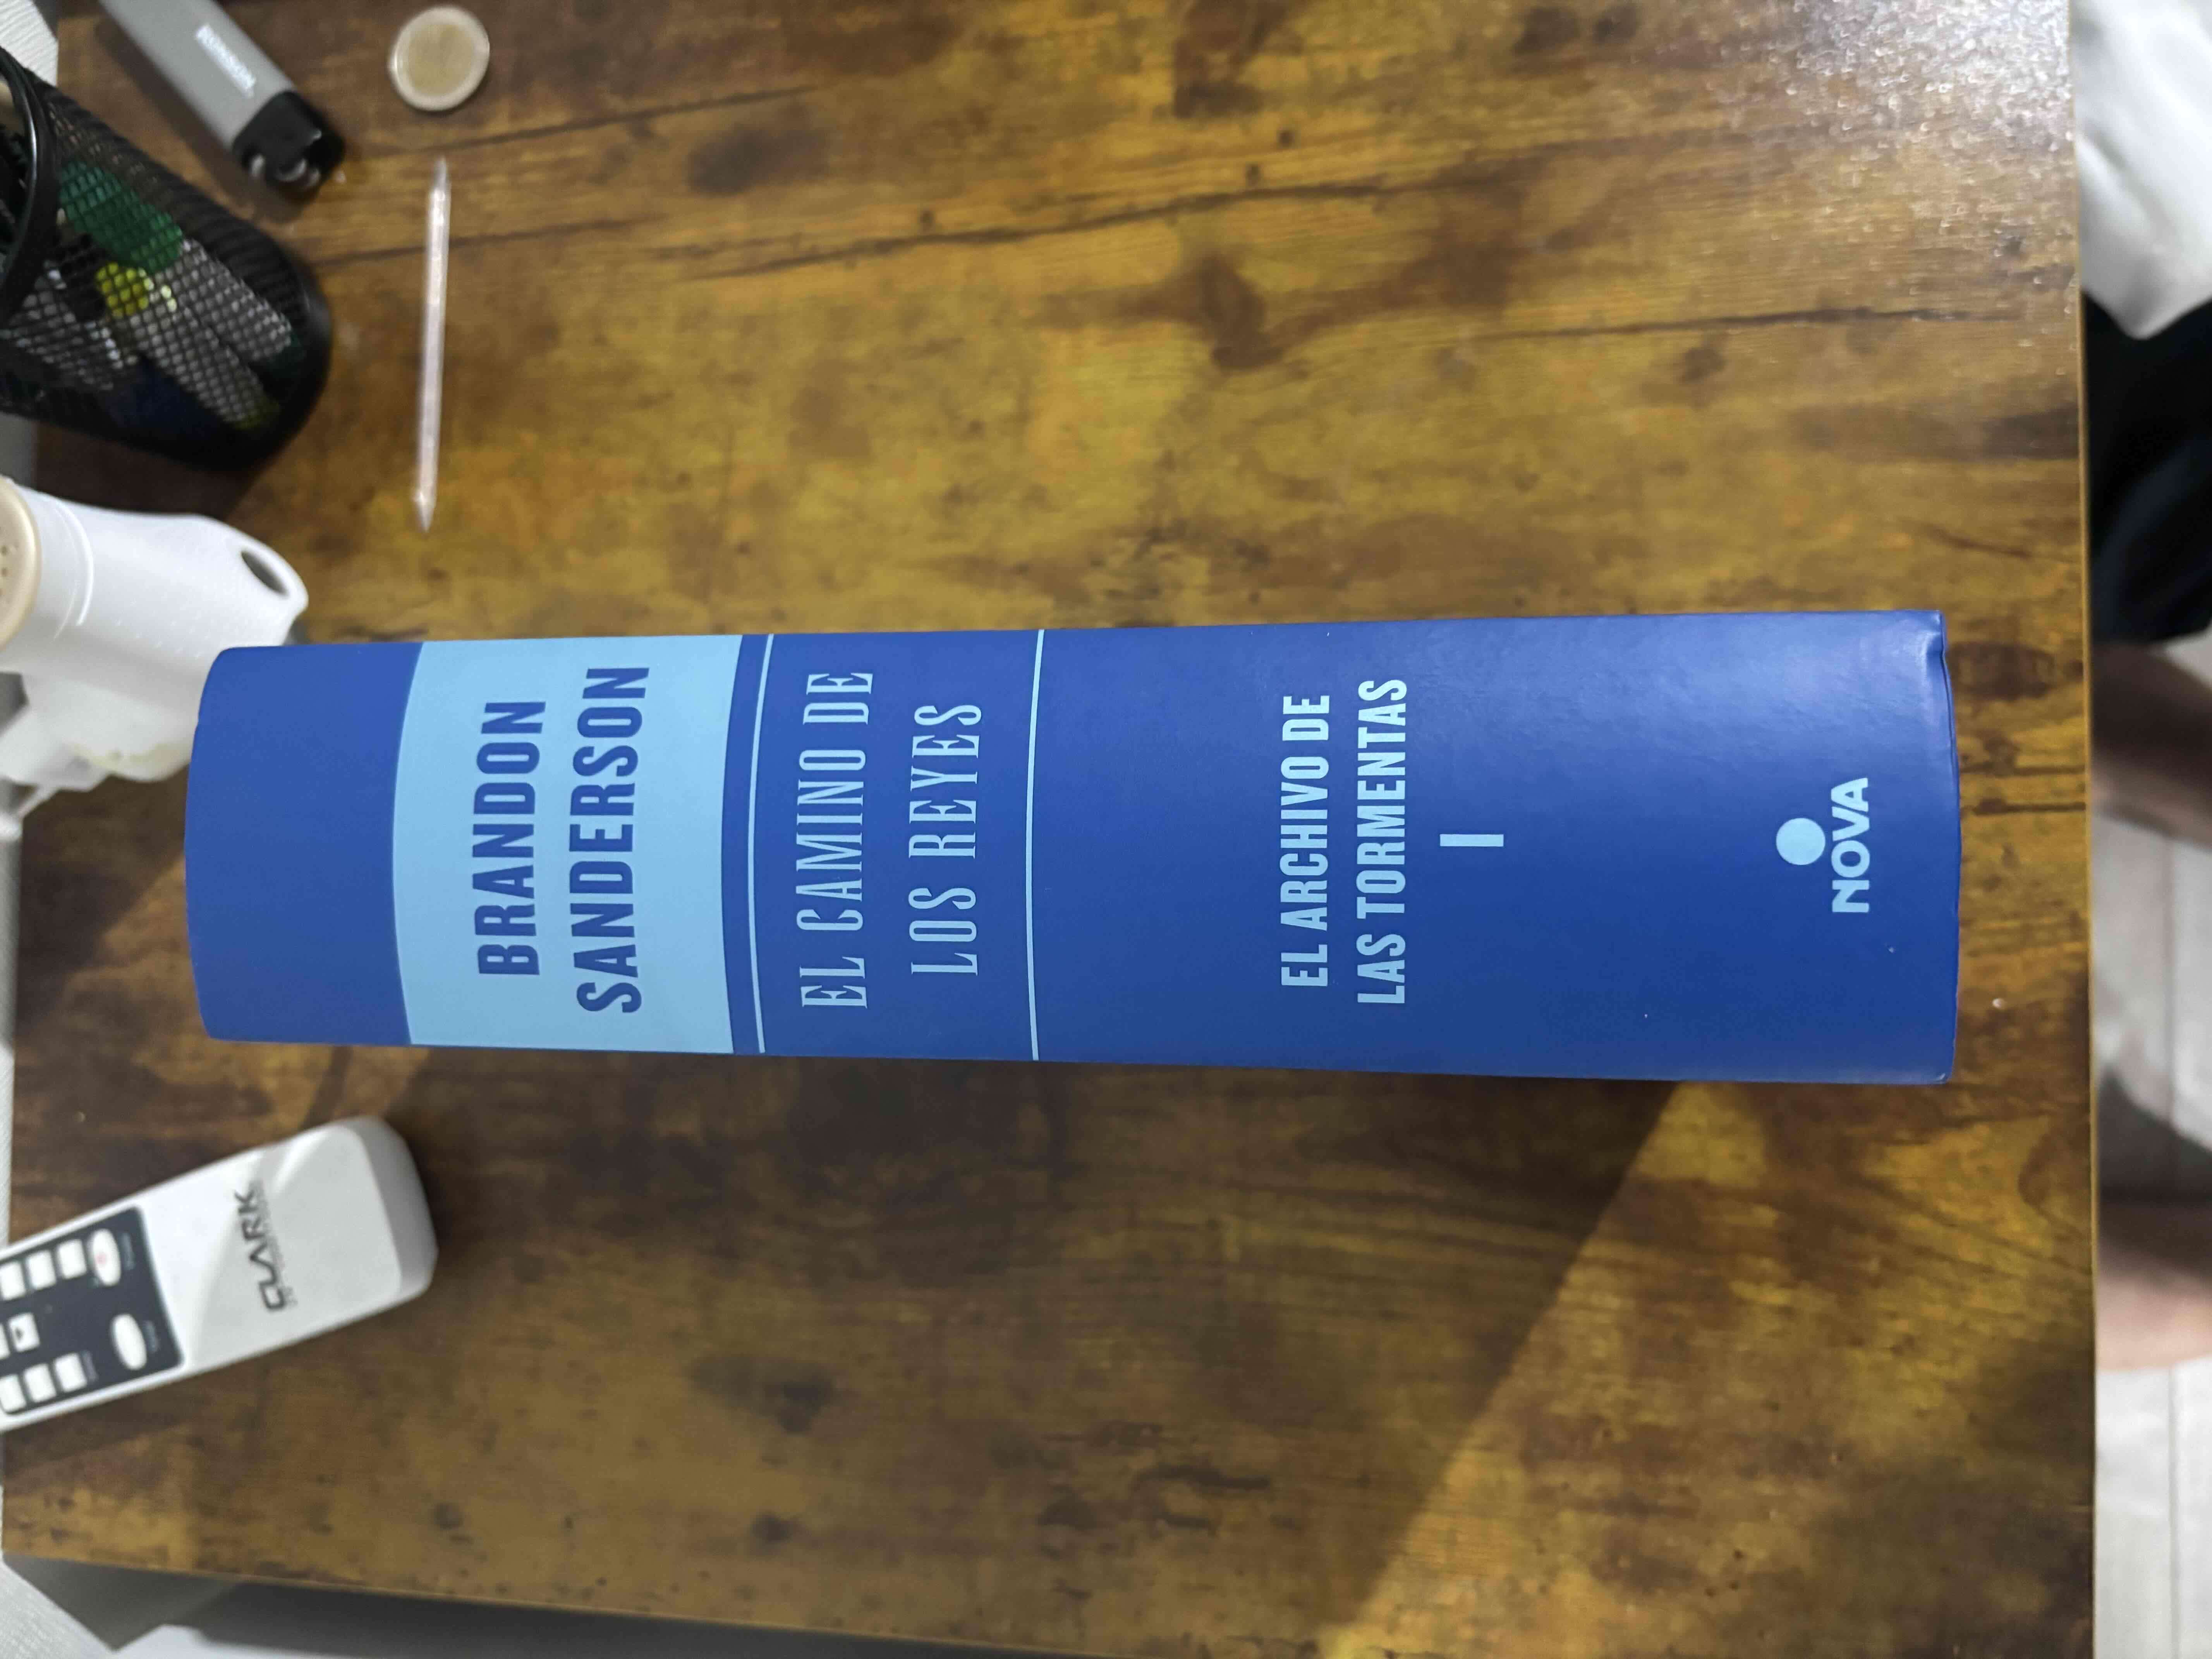 BRANDON
SANDERSON
EL CAMINO DE
LOS REYES
EL ARCHIVO DE
LAS TORMENTAS
I
NOVA
CLARK